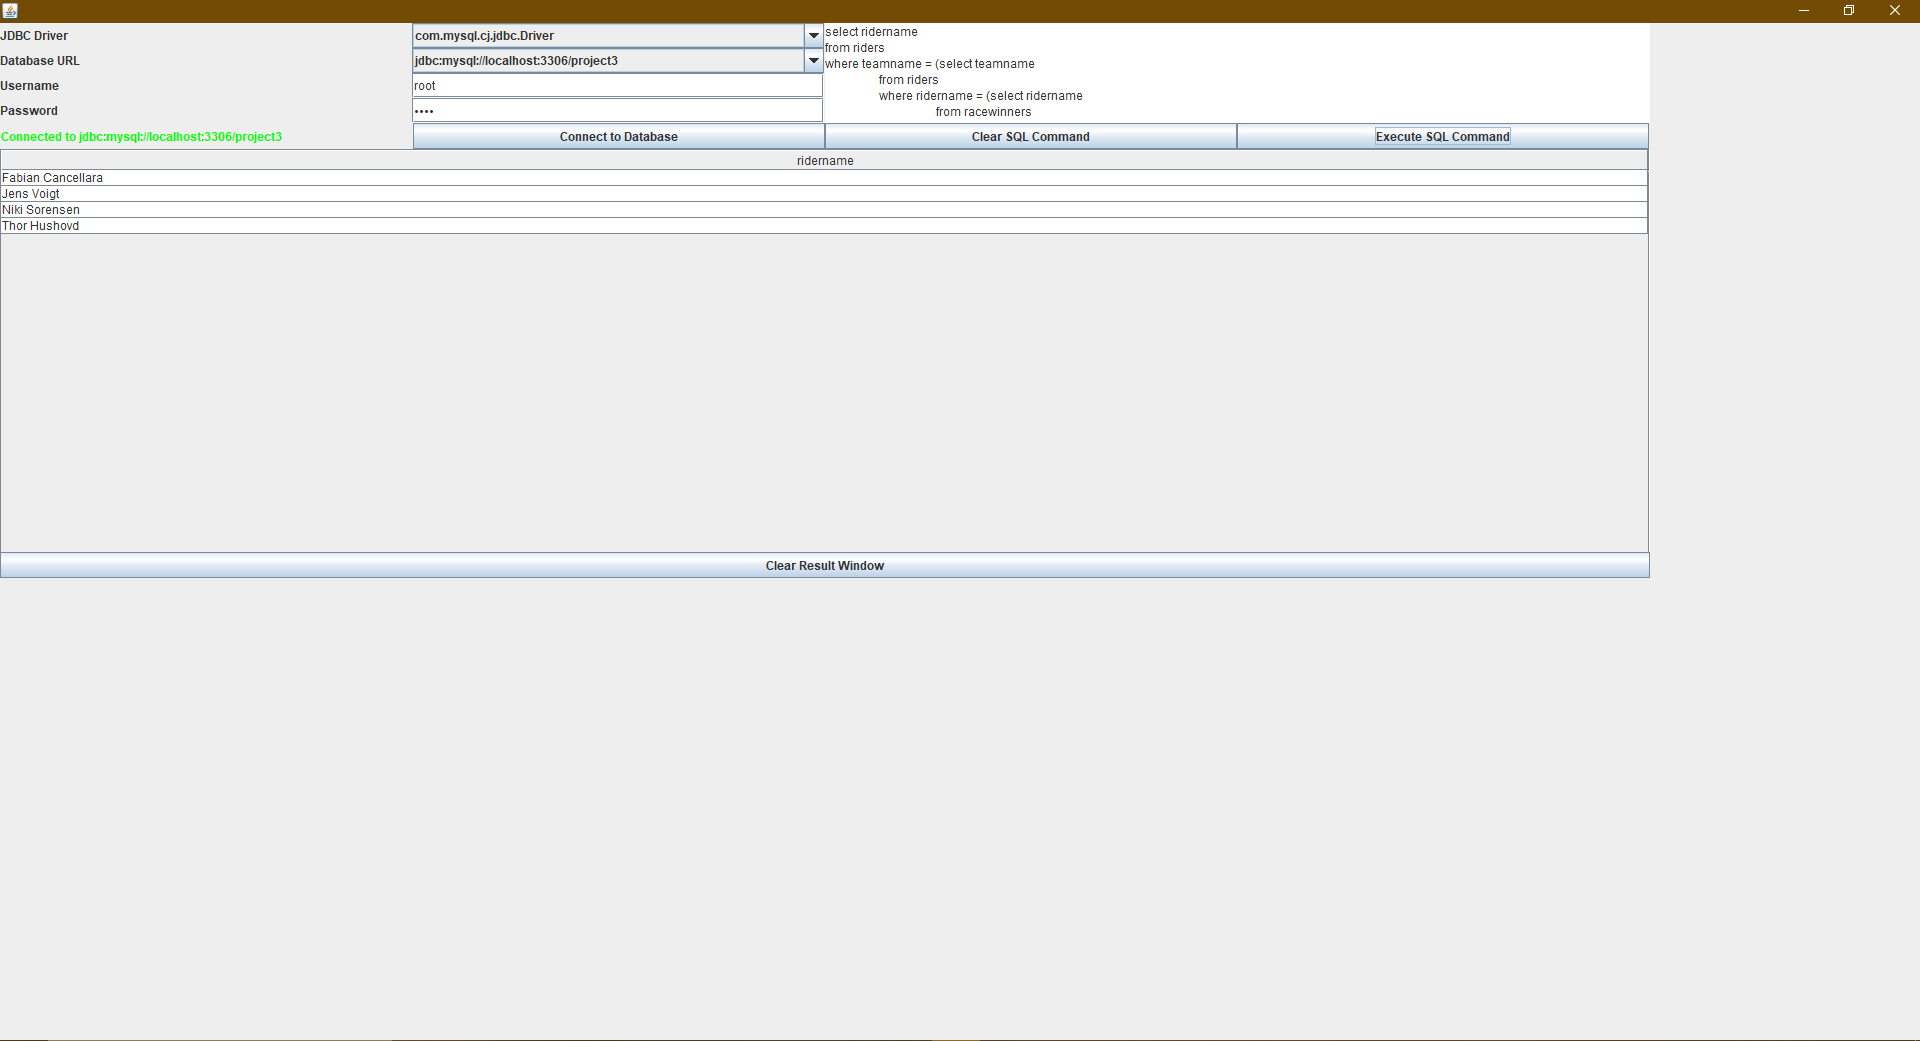 JDBC Driver
com.mysql.cj.jdbc.Driver
Database URL
jdbc:mysql://localhost:3306/project3
Username
root
Password
••••
select ridername
from riders
where teamname = (select teamname
from riders
where ridername = (select ridername
from racewinners
Connected to jdbc:mysql://localhost:3306/project3
Connect to Database
Clear SQL Command
Execute SQL Command
ridername
Fabian Cancellara
Jens Voigt
Niki Sorensen
Thor Hushovd
Clear Result Window